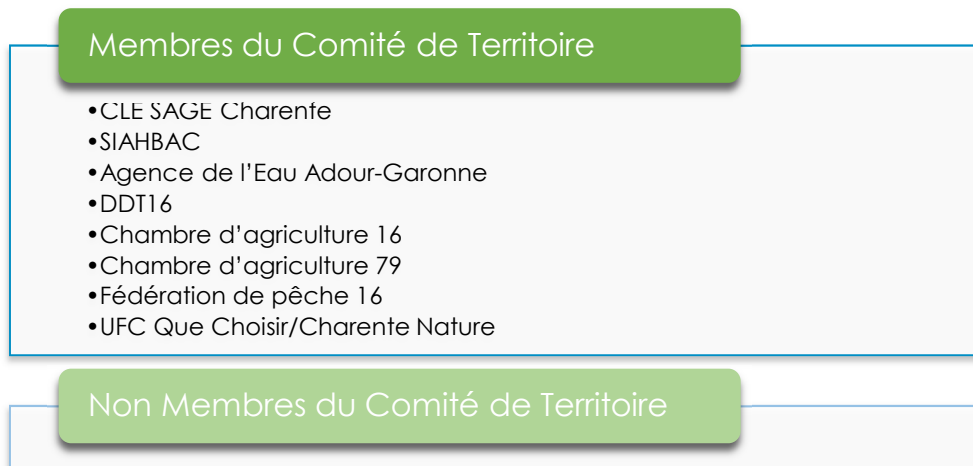 Membres du Comité de Territoire
•CLE SAGE Charente
•SIAHBAC
•Agence de l'Eau Adour-Garonne
•DDT16
•Chambre d'agriculture 16
•Chambre d'agriculture 79
•Fédération de pêche 16
•UFC Que Choisir/Charente Nature
Non Membres du Comité de Territoire